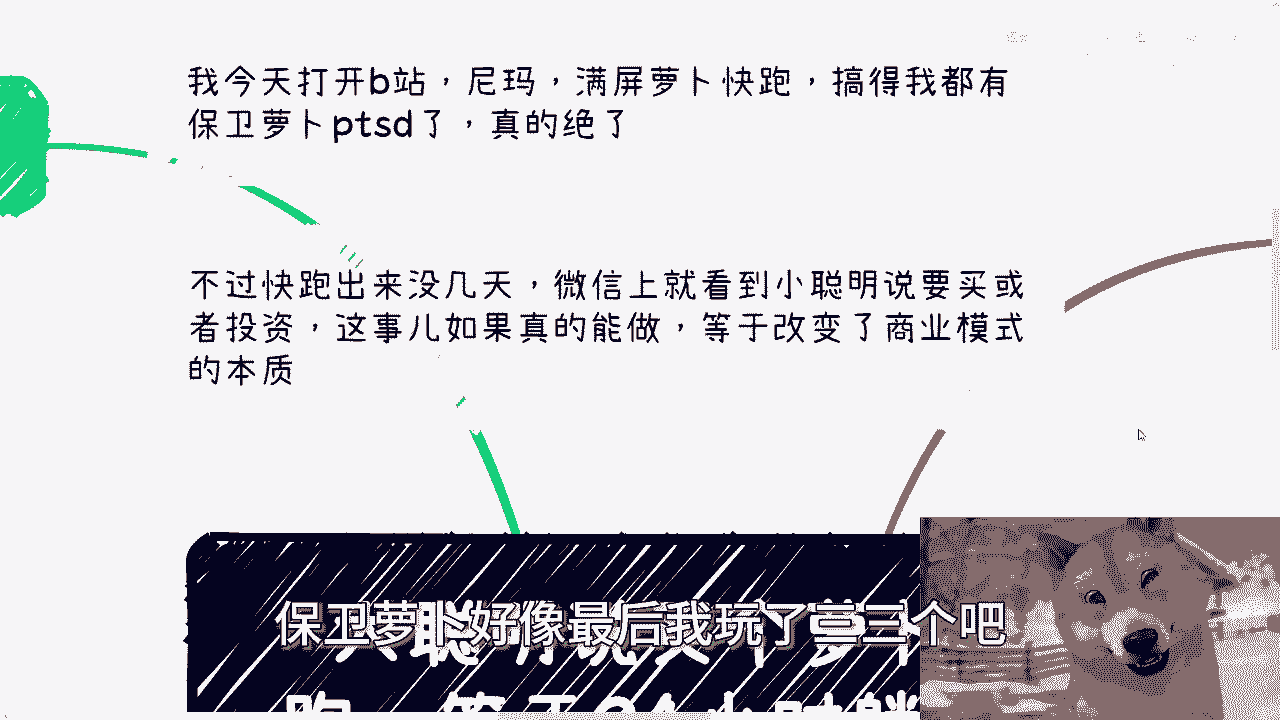 我今天打开b站，尼玛，满屏萝卜快跑，搞得我都有
保卫萝卜ptsd了，真的绝了
不过快跑出来没几天，微信上就看到小聪明说要买或
者投资，这事儿如果真的能做，等于改变了商业模式
的本质
保卫萝卜好像最后我玩了三三个吧